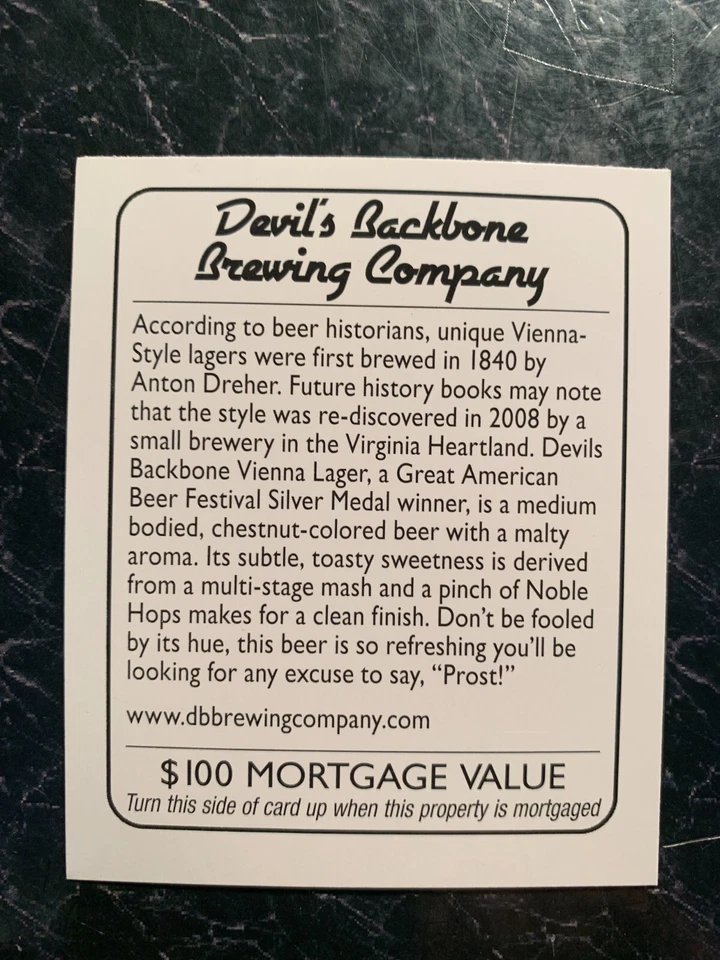 Devil's Backbone
Brewing Company
According to beer historians, unique Vienna-
Style lagers were first brewed in 1840 by
Anton Dreher. Future history books may note
that the style was re-discovered in 2008 by a
small brewery in the Virginia Heartland. Devils
Backbone Vienna Lager, a Great American
Beer Festival Silver Medal winner, is a medium
bodied, chestnut-colored beer with a malty
aroma. Its subtle, toasty sweetness is derived
from a multi-stage mash and a pinch of Noble
Hops makes for a clean finish. Don't be fooled
by its hue, this beer is so refreshing you'll be
looking for any excuse to say, “Prost!”
www.dbbrewingcompany.com
$100 MORTGAGE VALUE
Turn this side of card up when this property is mortgaged